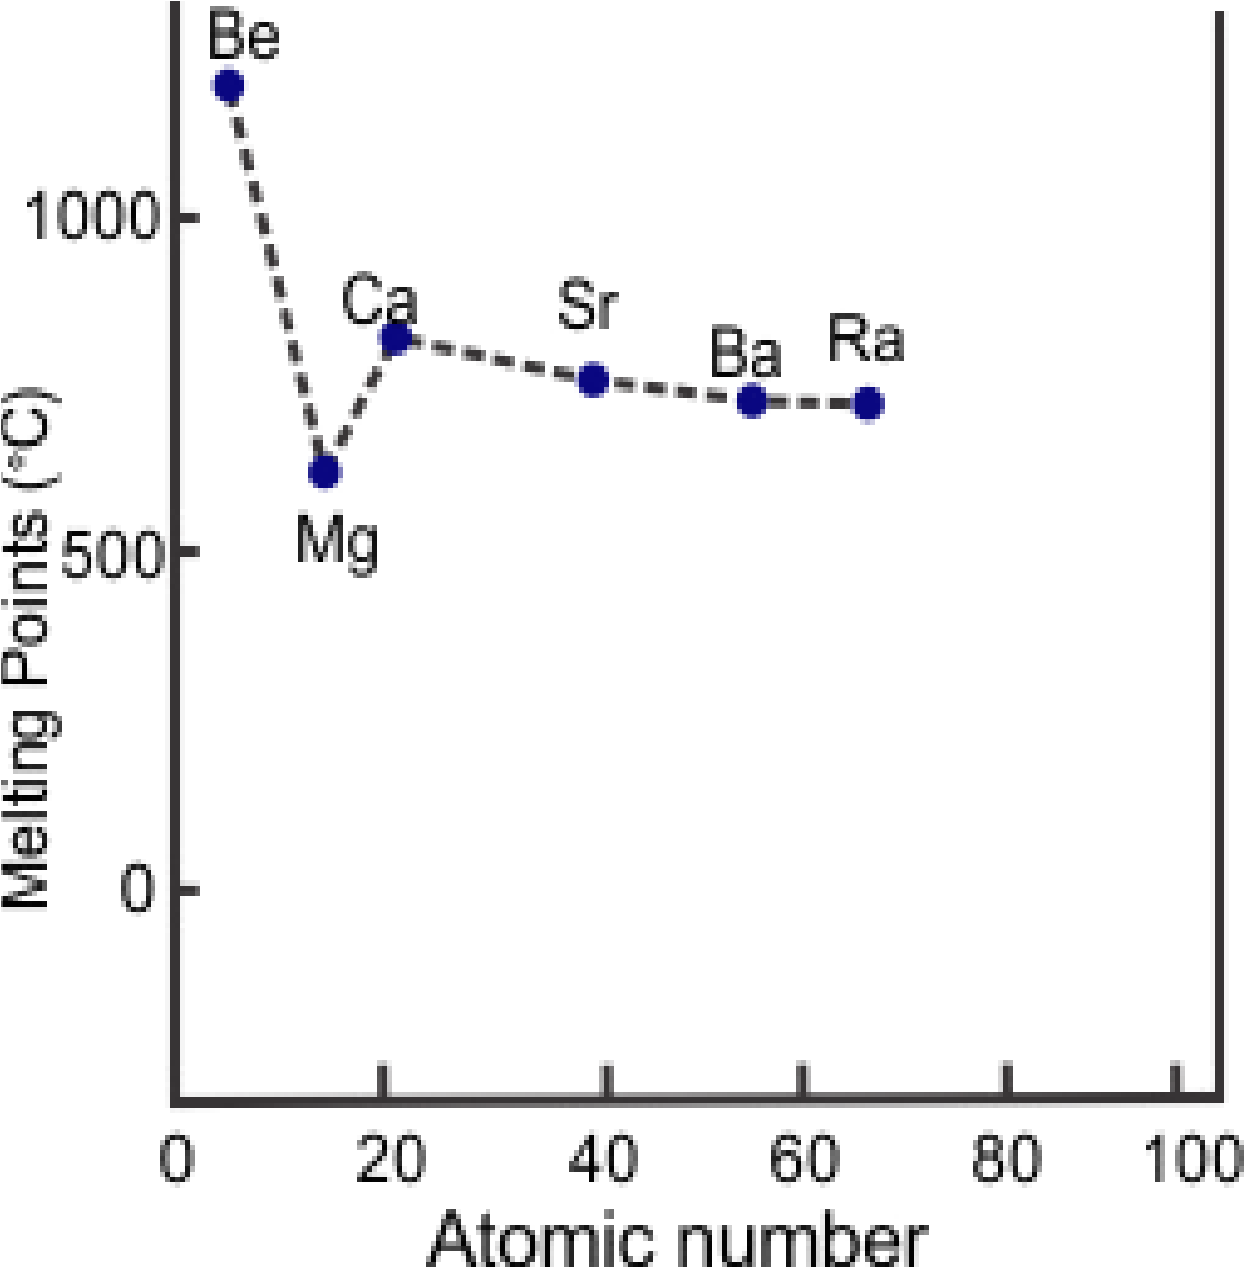 Be
1000
Ca
Sr
Ba
Ra
Melting Points (°C)
500
Mg
0
0 20 40 60 80 100
Atomic number